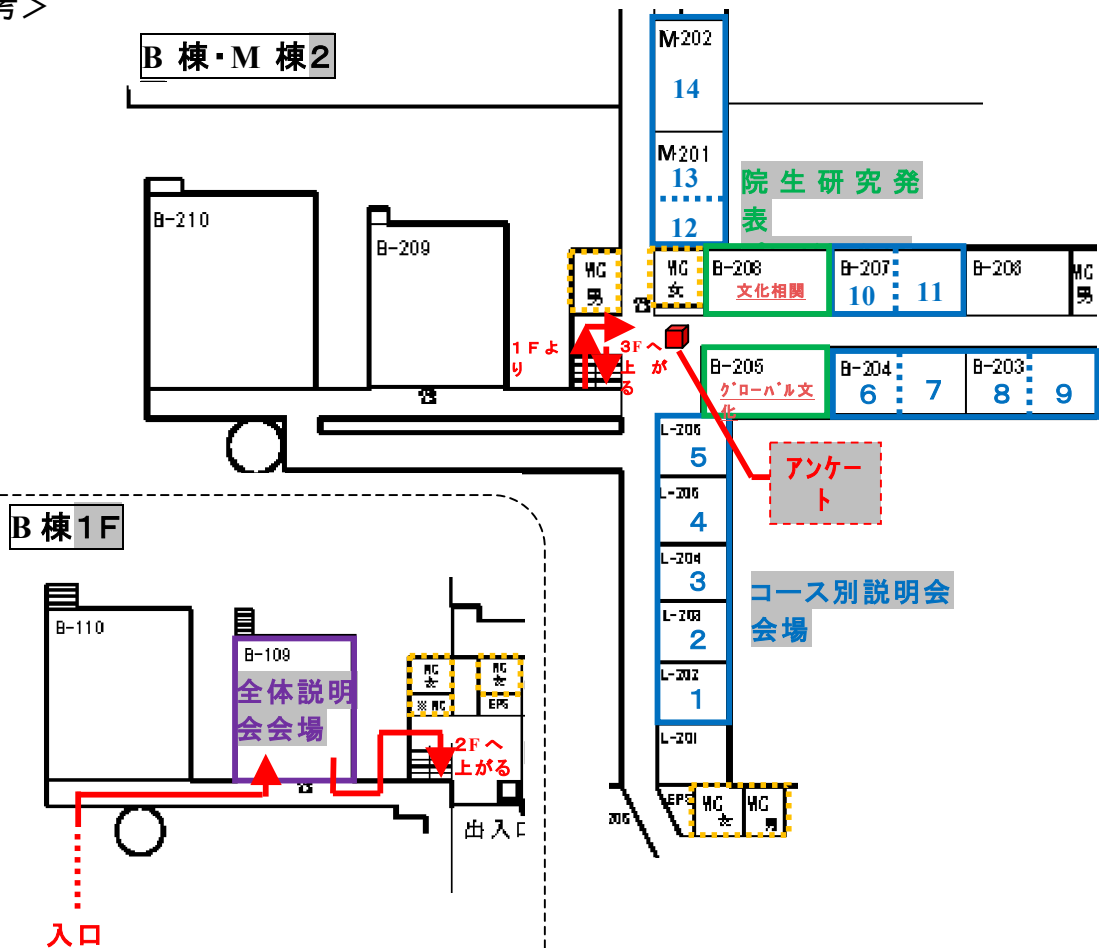 考＞
B 棟・M 棟２
M-202
14
M-201
13
12
院生研究発
表
B-210
B-209
WC
男
WC
女
B-208
文化相関
B-207
10
11
B-206
WC
男
１Ｆよ
り
３Fへ
上が
る
B-205
グローバル文
化
B-204
6
7
B-203
8
9
L-206
5
アンケー
ト
L-205
4
L-204
3
コース別説明会
会場
L-203
2
L-202
1
L-201
EPS
WC
女
WC
男
B 棟１Ｆ
B-110
B-109
全体説明
会会場
WC
女
WC
女
EPS
2F へ
上がる
出入口
入口